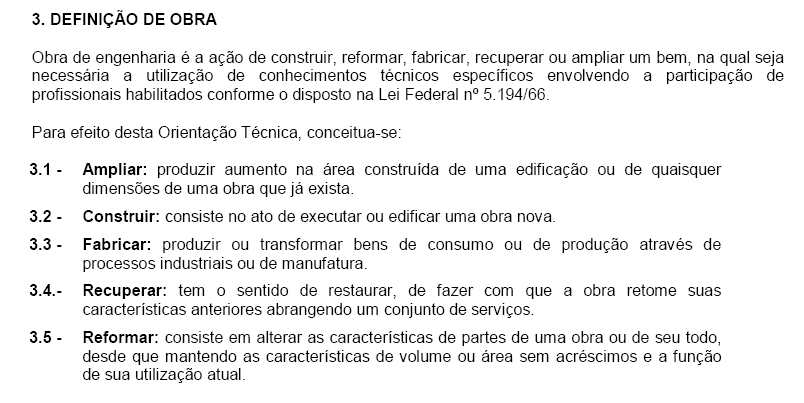 3. DEFINIÇÃO DE OBRA
Obra de engenharia é a ação de construir, reformar, fabricar, recuperar ou ampliar um bem, na qual seja
necessária a utilização de conhecimentos técnicos específicos envolvendo a participação de
profissionais habilitados conforme o disposto na Lei Federal nº 5.194/66.
Para efeito desta Orientação Técnica, conceitua-se:
3.1 - Ampliar: produzir aumento na área construída de uma edificação ou de quaisquer
dimensões de uma obra que já exista.
3.2 - Construir: consiste no ato de executar ou edificar uma obra nova.
3.3 - Fabricar: produzir ou transformar bens de consumo ou de produção através de
processos industriais ou de manufatura.
3.4.- Recuperar: tem o sentido de restaurar, de fazer com que a obra retome suas
características anteriores abrangendo um conjunto de serviços.
3.5 - Reformar: consiste em alterar as características de partes de uma obra ou de seu todo,
desde que mantendo as características de volume ou área sem acréscimos e a função
de sua utilização atual.